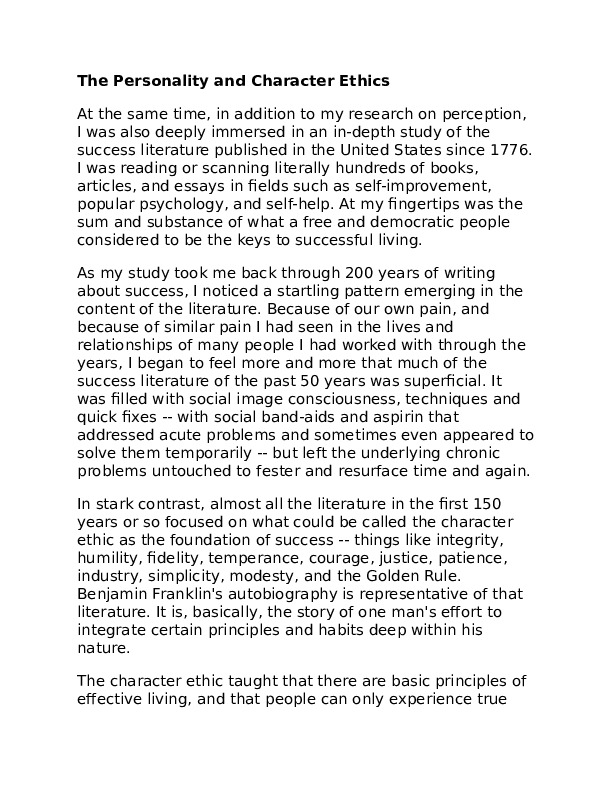 The Personality and Character Ethics
At the same time, in addition to my research on perception,
I was also deeply immersed in an in-depth study of the
success literature published in the United States since 1776.
I was reading or scanning literally hundreds of books,
articles, and essays in fields such as self-improvement,
popular psychology, and self-help. At my fingertips was the
sum and substance of what a free and democratic people
considered to be the keys to successful living.
As my study took me back through 200 years of writing
about success, I noticed a startling pattern emerging in the
content of the literature. Because of our own pain, and
because of similar pain I had seen in the lives and
relationships of many people I had worked with through the
years, I began to feel more and more that much of the
success literature of the past 50 years was superficial. It
was filled with social image consciousness, techniques and
quick fixes -- with social band-aids and aspirin that
addressed acute problems and sometimes even appeared to
solve them temporarily -- but left the underlying chronic
problems untouched to fester and resurface time and again.
In stark contrast, almost all the literature in the first 150
years or so focused on what could be called the character
ethic as the foundation of success -- things like integrity,
humility, fidelity, temperance, courage, justice, patience,
industry, simplicity, modesty, and the Golden Rule.
Benjamin Franklin's autobiography is representative of that
literature. It is, basically, the story of one man's effort to
integrate certain principles and habits deep within his
nature.
The character ethic taught that there are basic principles of
effective living, and that people can only experience true